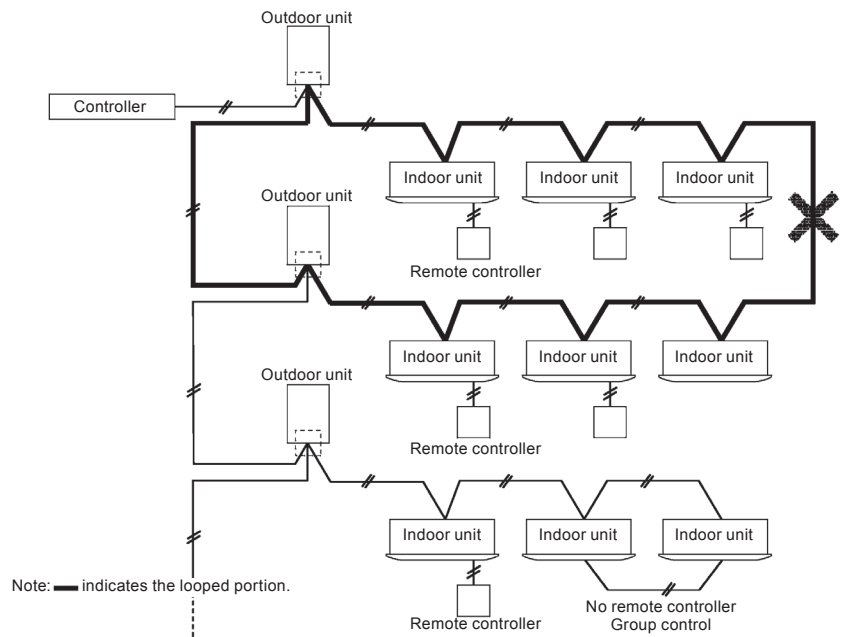 Outdoor unit
Controller
Indoor unit
Indoor unit
Indoor unit
Outdoor unit
Remote controller
Indoor unit
Indoor unit
Indoor unit
Outdoor unit
Remote controller
Indoor unit
Indoor unit
Indoor unit
Note: indicates the looped portion.
No remote controller
Group control
Remote controller